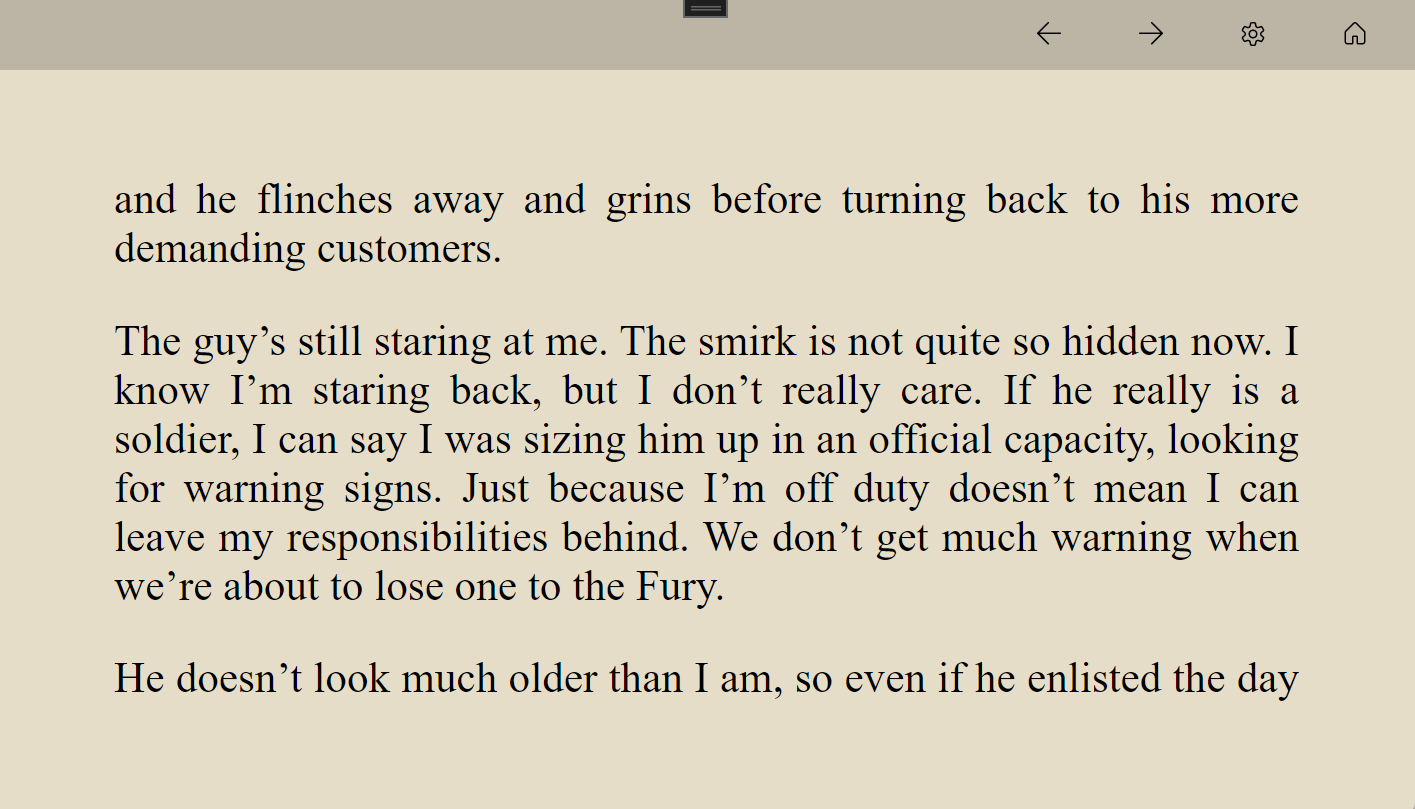 and he flinches away and grins before turning back to his more
demanding customers.
The guy’s still staring at me. The smirk is not quite so hidden now. I
know I’m staring back, but I don’t really care. If he really is a
soldier, I can say I was sizing him up in an official capacity, looking
for warning signs. Just because I’m off duty doesn’t mean I can
leave my responsibilities behind. We don’t get much warning when
we’re about to lose one to the Fury.
He doesn’t look much older than I am, so even if he enlisted the day